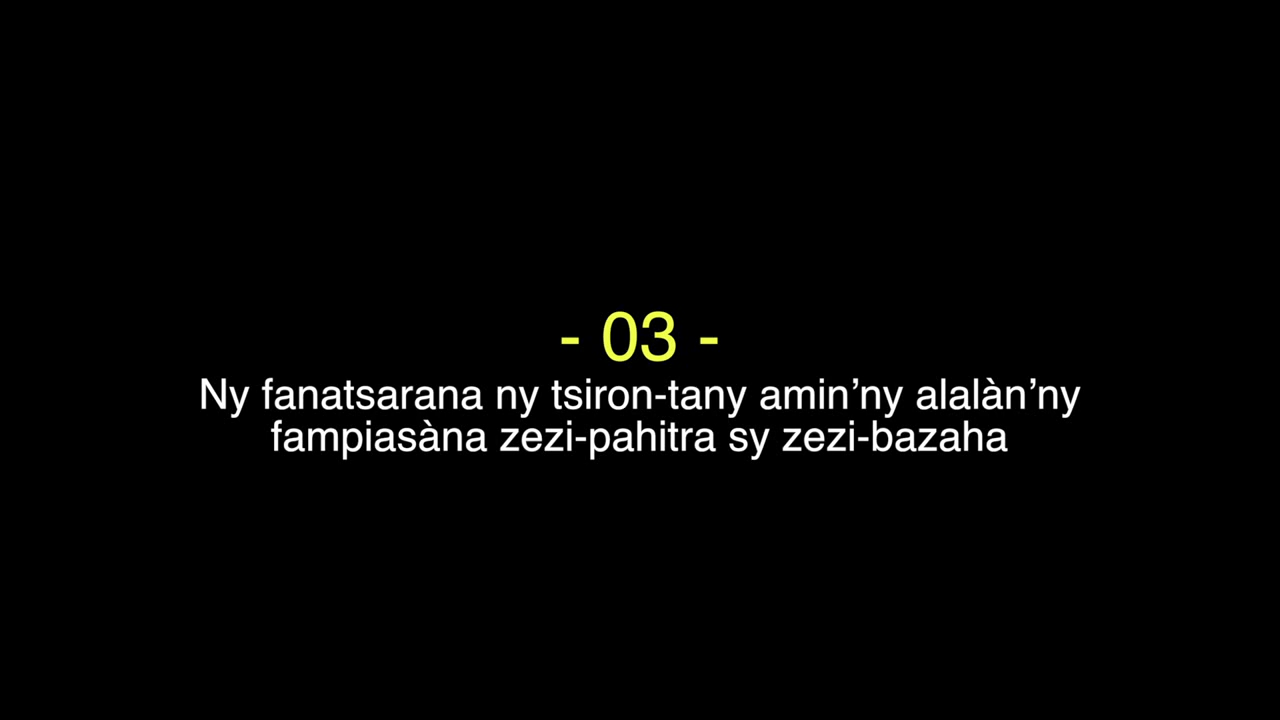 - 03 -
Ny fanatsarana ny tsiron-tany amin’ny alalàn’ny
fampiasàna zezi-pahitra sy zezi-bazaha